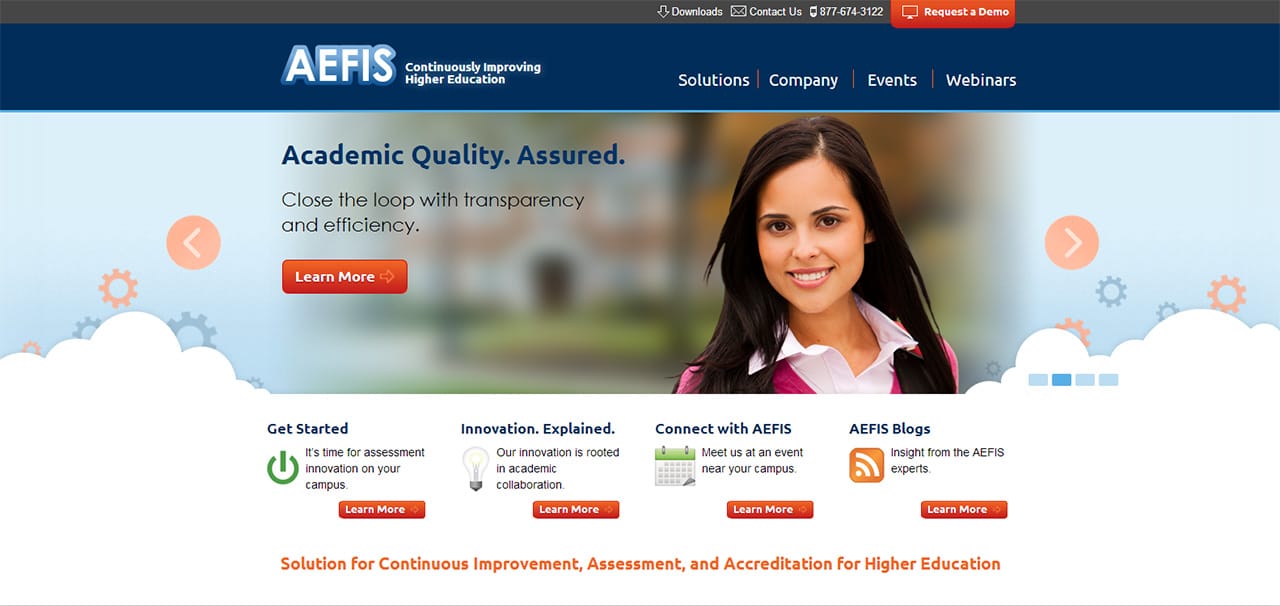 Downloads Contact Us 877-674-3122 Request a Demo
AEFIS Continuously Improving
Higher Education
Solutions Company Events Webinars
Academic Quality. Assured.
Close the loop with transparency
and efficiency.
Learn More
Get Started
It's time for assessment
innovation on your
campus.
Learn More
Innovation. Explained.
Our innovation is rooted
in academic
collaboration.
Learn More
Connect with AEFIS
Meet us at an event
near your campus.
Learn More
AEFIS Blogs
Insight from the AEFIS
experts.
Learn More
Solution for Continuous Improvement, Assessment, and Accreditation for Higher Education